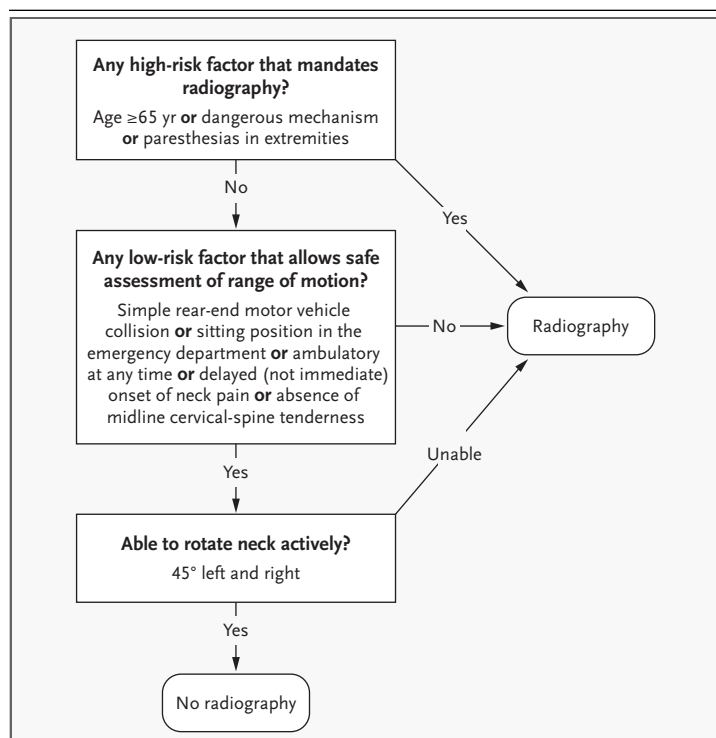 Any high-risk factor that mandates
radiography?
Age ≥65 yr or dangerous mechanism
or paresthesias in extremities
No
Yes
Any low-risk factor that allows safe
assessment of range of motion?
Simple rear-end motor vehicle
collision or sitting position in the
emergency department or ambulatory
at any time or delayed (not immediate)
onset of neck pain or absence of
midline cervical-spine tenderness
No
Radiography
Yes
Unable
Able to rotate neck actively?
45° left and right
Yes
No radiography